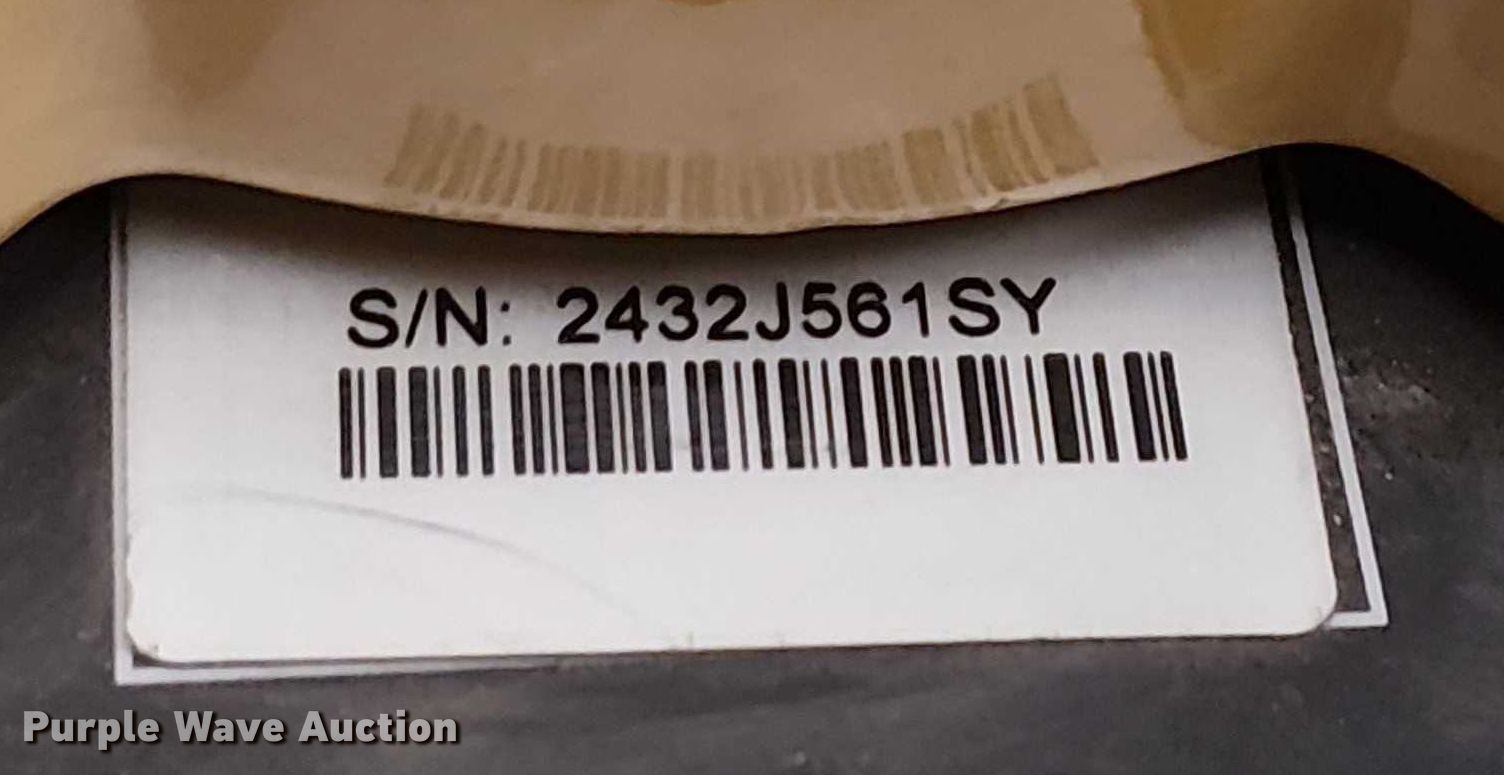 S/N: 2432J561SY
Purple Wave Auction